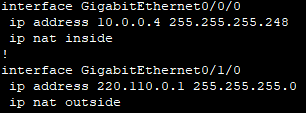 interface GigabitEthernet0/0/0
 ip address 10.0.0.4 255.255.255.248
 ip nat inside
!
interface GigabitEthernet0/1/0
 ip address 220.110.0.1 255.255.255.0
 ip nat outside